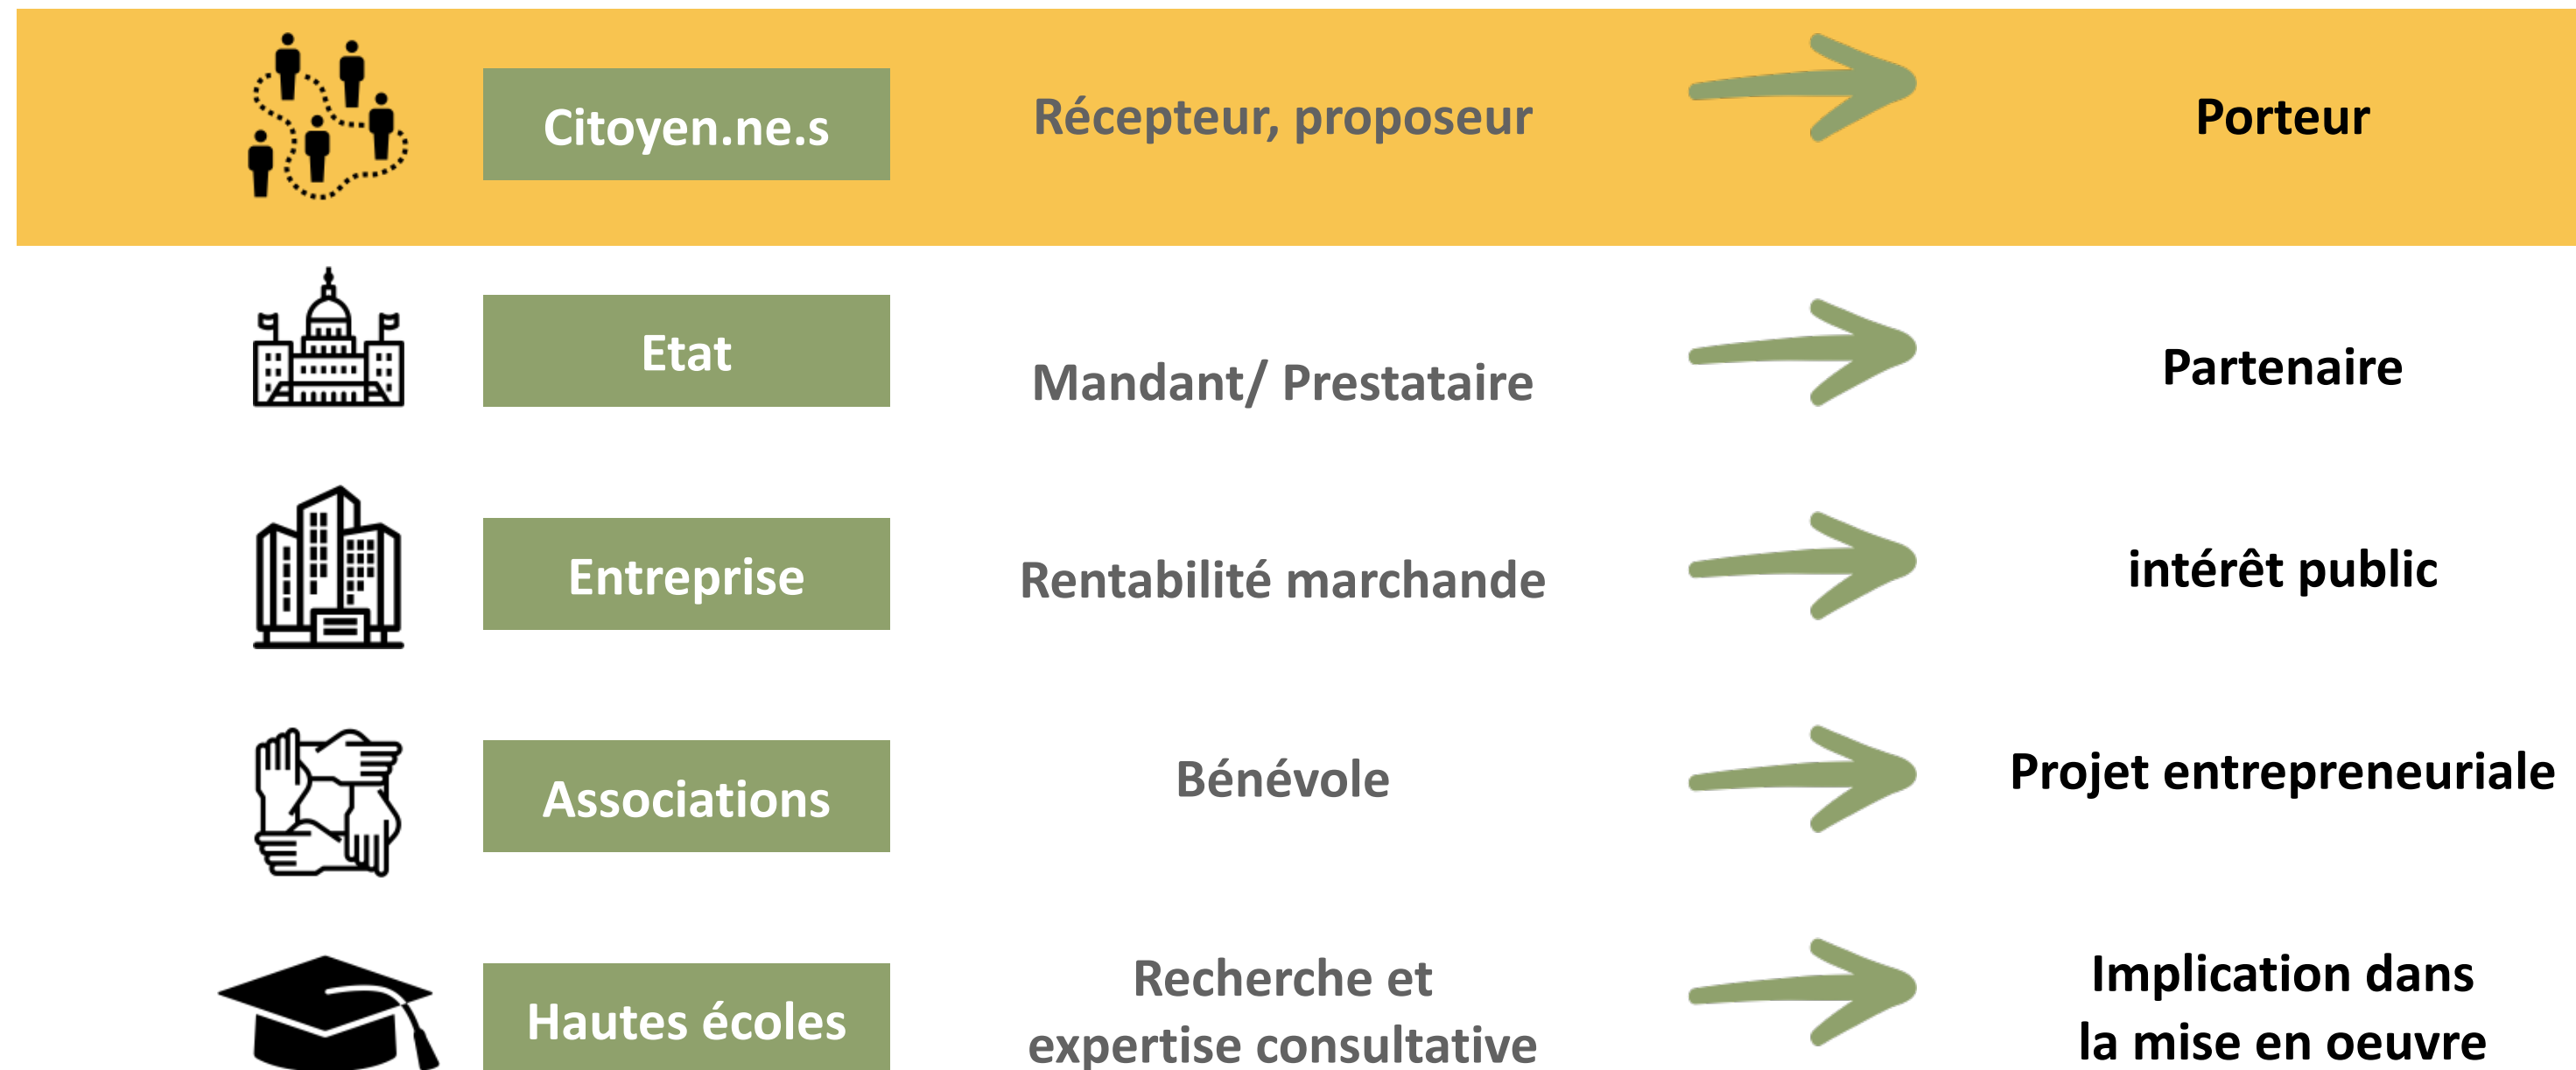 Citoyen.ne.s
Récepteur, proposeur
Porteur
Etat
Mandant/ Prestataire
Partenaire
Entreprise
Rentabilité marchande
intérêt public
Associations
Bénévole
Projet entrepreneuriale
Hautes écoles
Recherche et
expertise consultative
Implication dans
la mise en oeuvre